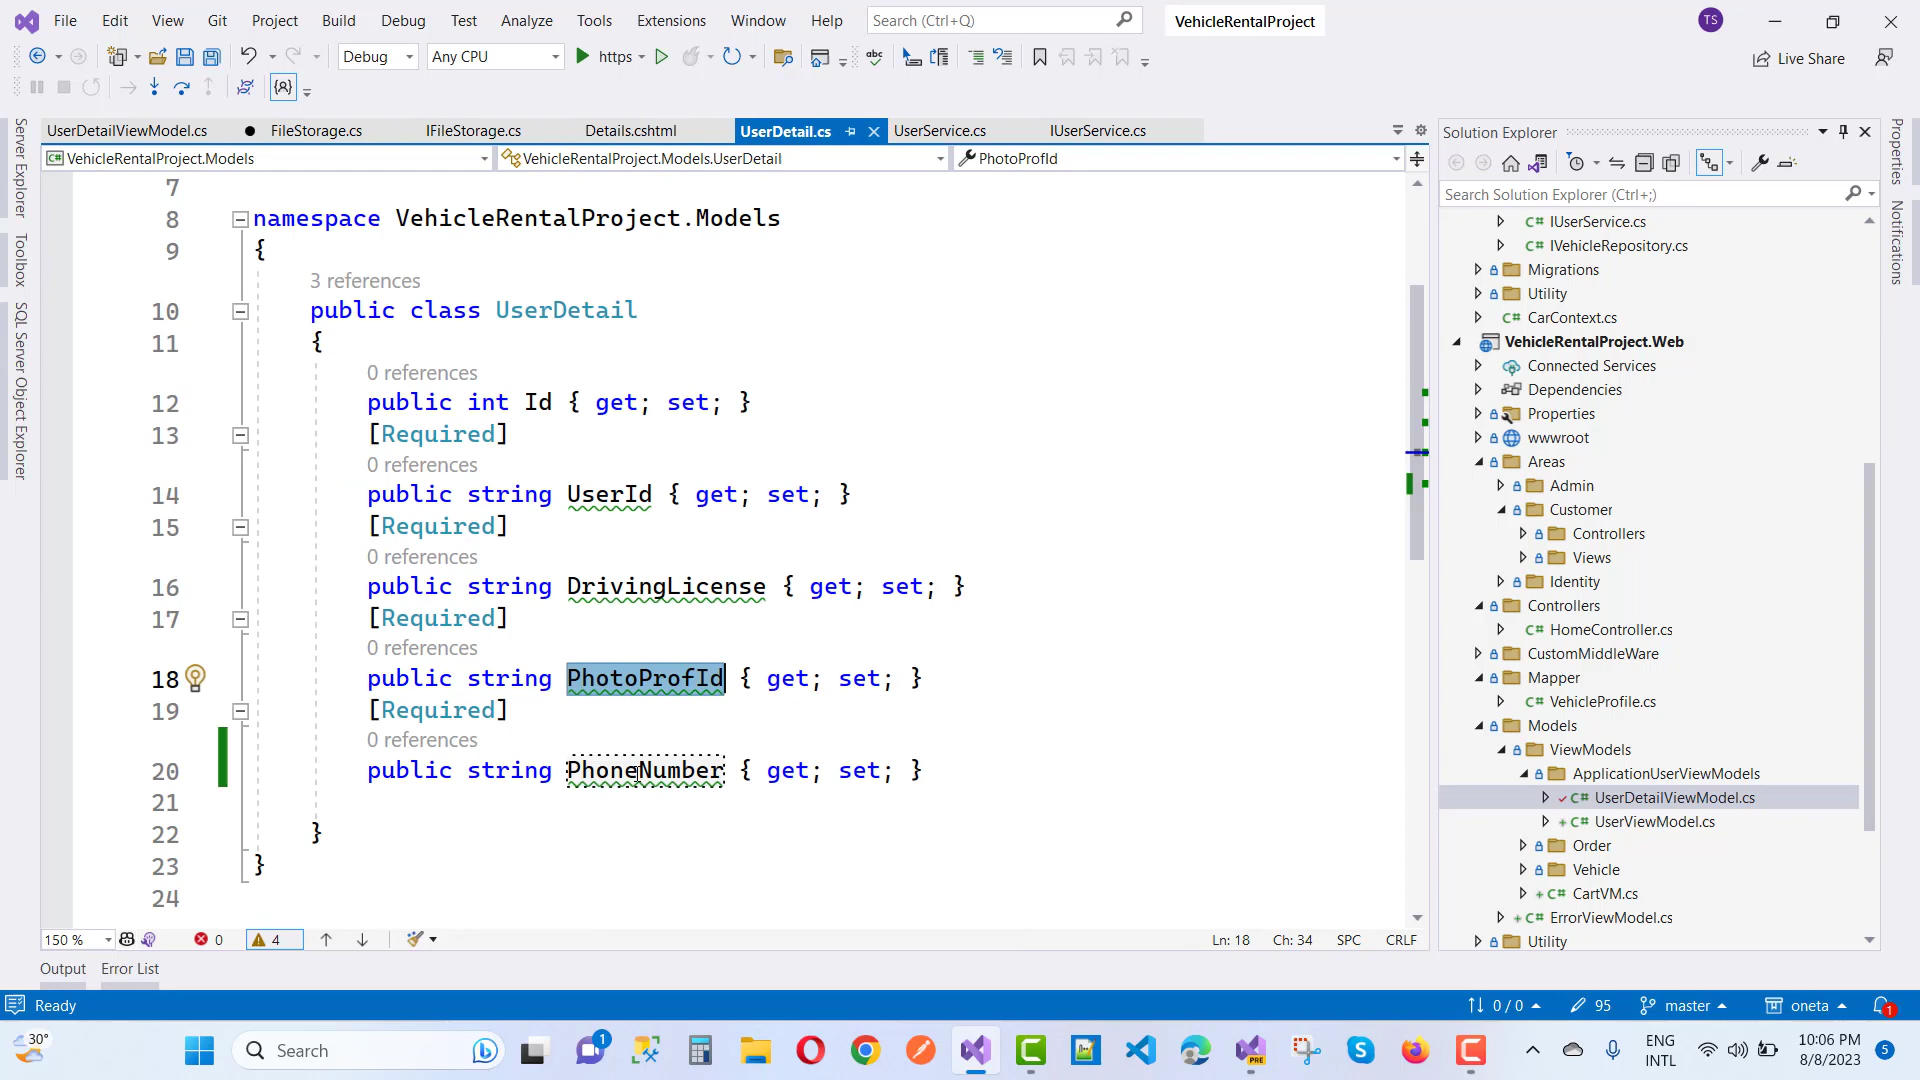 File Edit View Git Project Build Debug Test Analyze Tools Extensions Window Help Search (Ctrl+Q) VehicleRentalProject TS
Debug Any CPU https Live Share
UserDetailViewModel.cs FileStorage.cs IFileStorage.cs Details.cshtml UserDetail.cs UserService.cs IUserService.cs
VehicleRentalProject.Models VehicleRentalProject.Models.UserDetail PhotoProfId
Server Explorer
Toolbox
SQL Server Object Explorer
7
8 namespace VehicleRentalProject.Models
9 {
3 references
10 public class UserDetail
11 {
0 references
12 public int Id { get; set; }
13 [Required]
0 references
14 public string UserId { get; set; }
15 [Required]
0 references
16 public string DrivingLicense { get; set; }
17 [Required]
0 references
18 public string PhotoProfId { get; set; }
19 [Required]
0 references
20 public string PhoneNumber { get; set; }
21
22 }
23 }
24
150 % 0 4 Ln: 18 Ch: 34 SPC CRLF
Solution Explorer
Search Solution Explorer (Ctrl+;)
C# IUserService.cs
C# IVehicleRepository.cs
Migrations
Utility
C# CarContext.cs
VehicleRentalProject.Web
Connected Services
Dependencies
Properties
wwwroot
Areas
Admin
Customer
Controllers
Views
Identity
Controllers
C# HomeController.cs
CustomMiddleWare
Mapper
C# VehicleProfile.cs
Models
ViewModels
ApplicationUserViewModels
C# UserDetailViewModel.cs
C# UserViewModel.cs
Order
Vehicle
C# CartVM.cs
C# ErrorViewModel.cs
Utility
Properties
Notifications
Output Error List
Ready 0 / 0 95 master oneta 1
30° Search 1 PRE ENG INTL 10:06 PM 8/8/2023 5